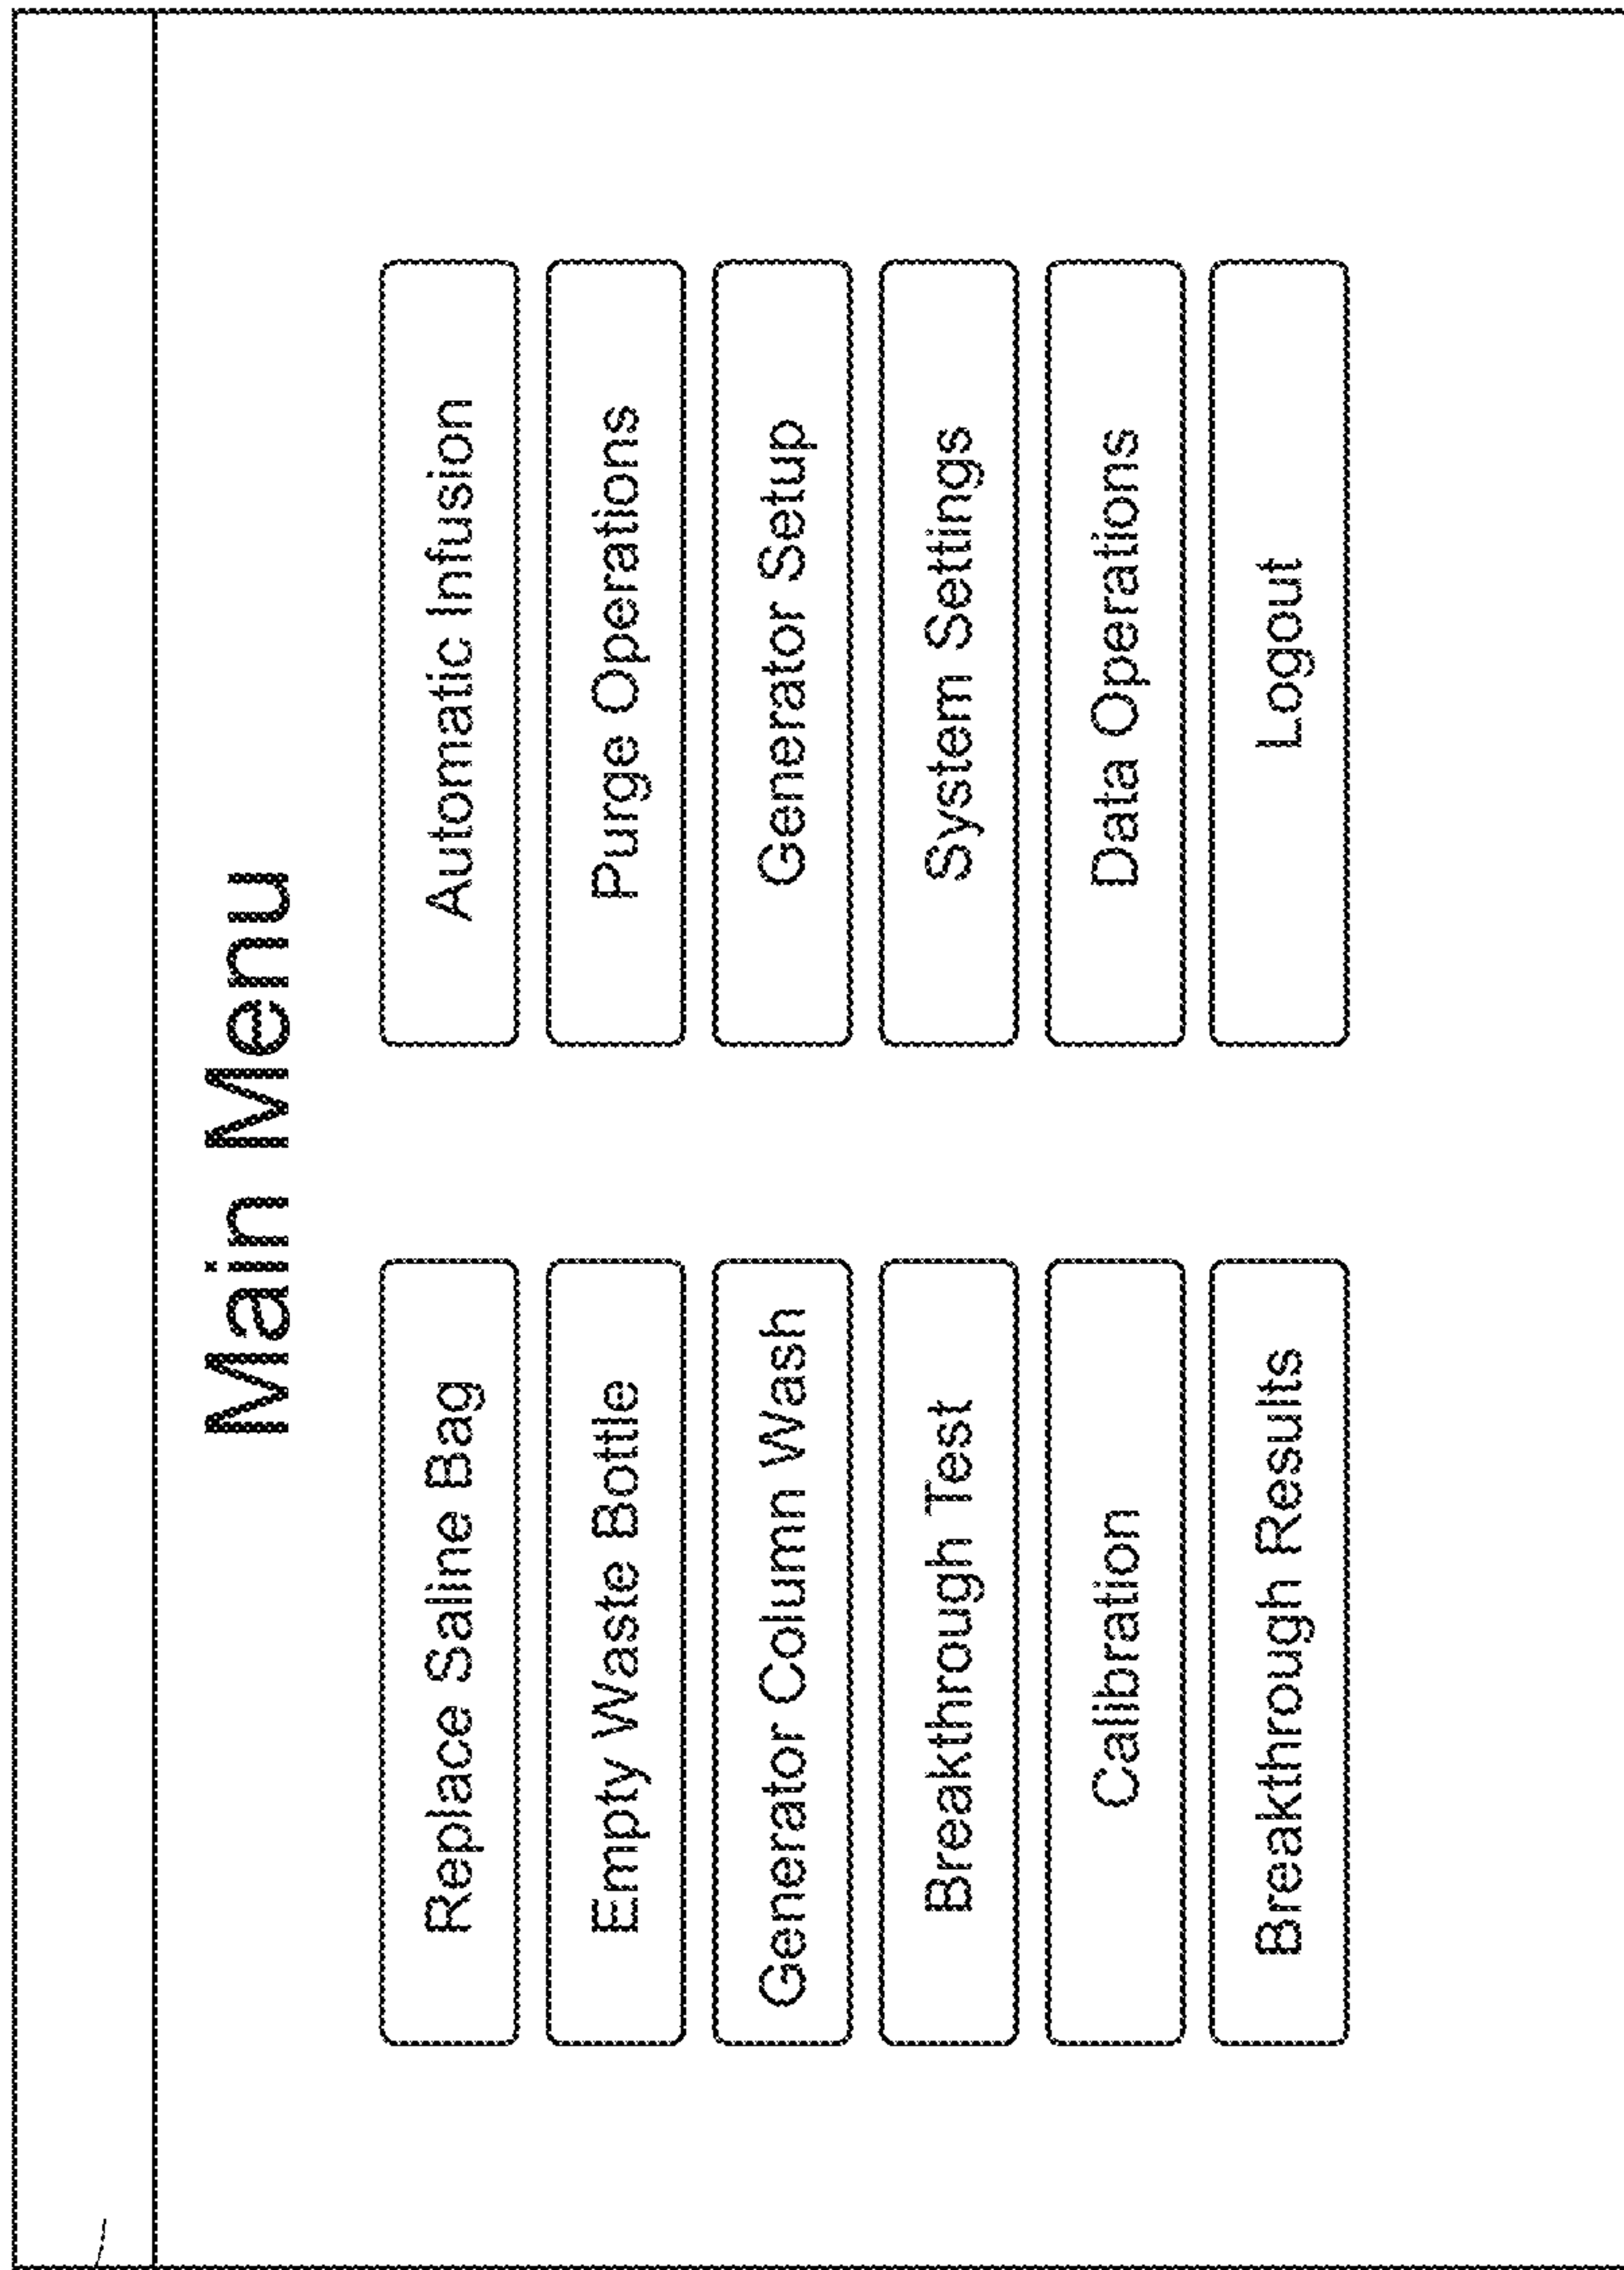 Main Menu
Replace Saline Bag
Automatic Infusion
Empty Waste Bottle
Purge Operations
Generator Column Wash
Generator Setup
Breakthrough Test
System Settings
Calibration
Data Operations
Breakthrough Results
Logout